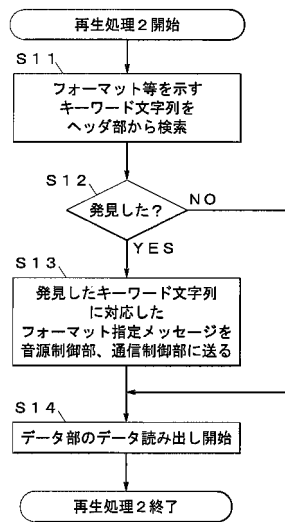 再生処理2開始
S11
フォーマット等を示す
キーワード文字列を
ヘッダ部から検索
S12
発見した?
NO
YES
S13
発見したキーワード文字列
に対応した
フォーマット指定メッセージを
音源制御部、通信制御部に送る
S14
データ部のデータ読み出し開始
再生処理2終了